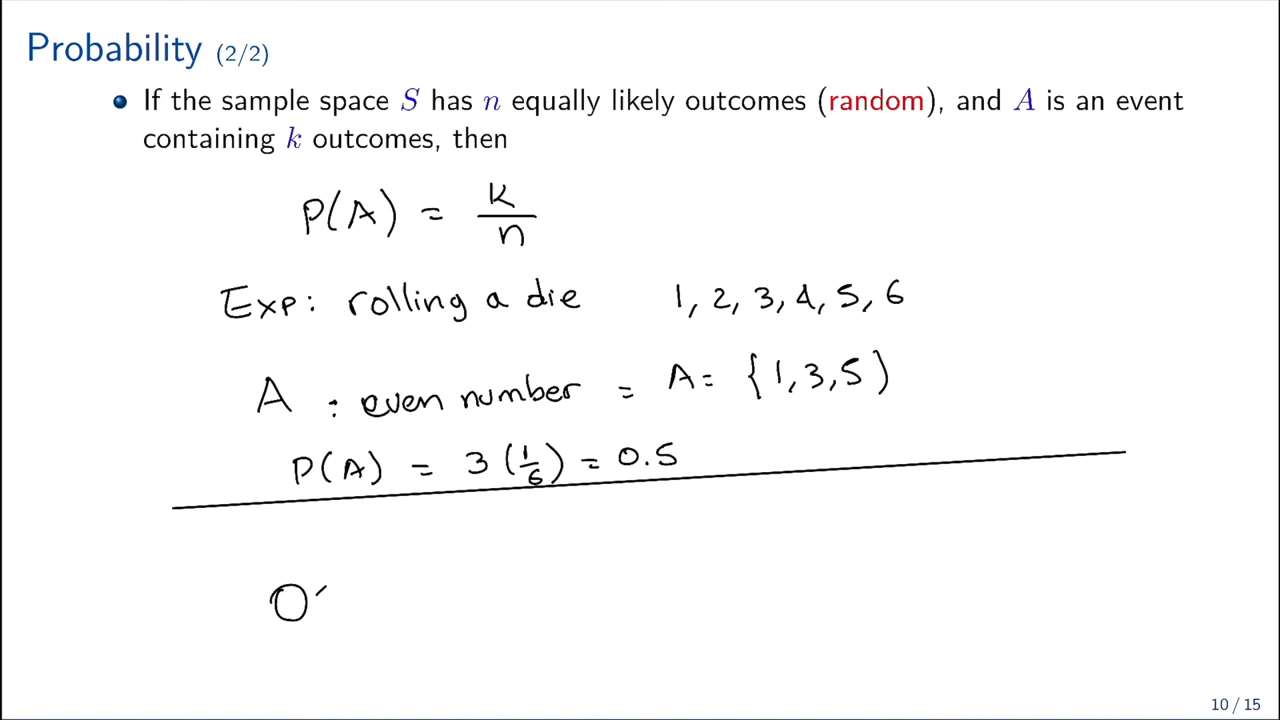 Probability (2/2)
If the sample space S has n equally likely outcomes (random), and A is an event
containing k outcomes, then
P(A) = k/n
Exp: rolling a die 1, 2, 3, 4, 5, 6
A : even number = A = {1, 3, 5)
P(A) = 3 (1/6) = 0.5
O
10 / 15